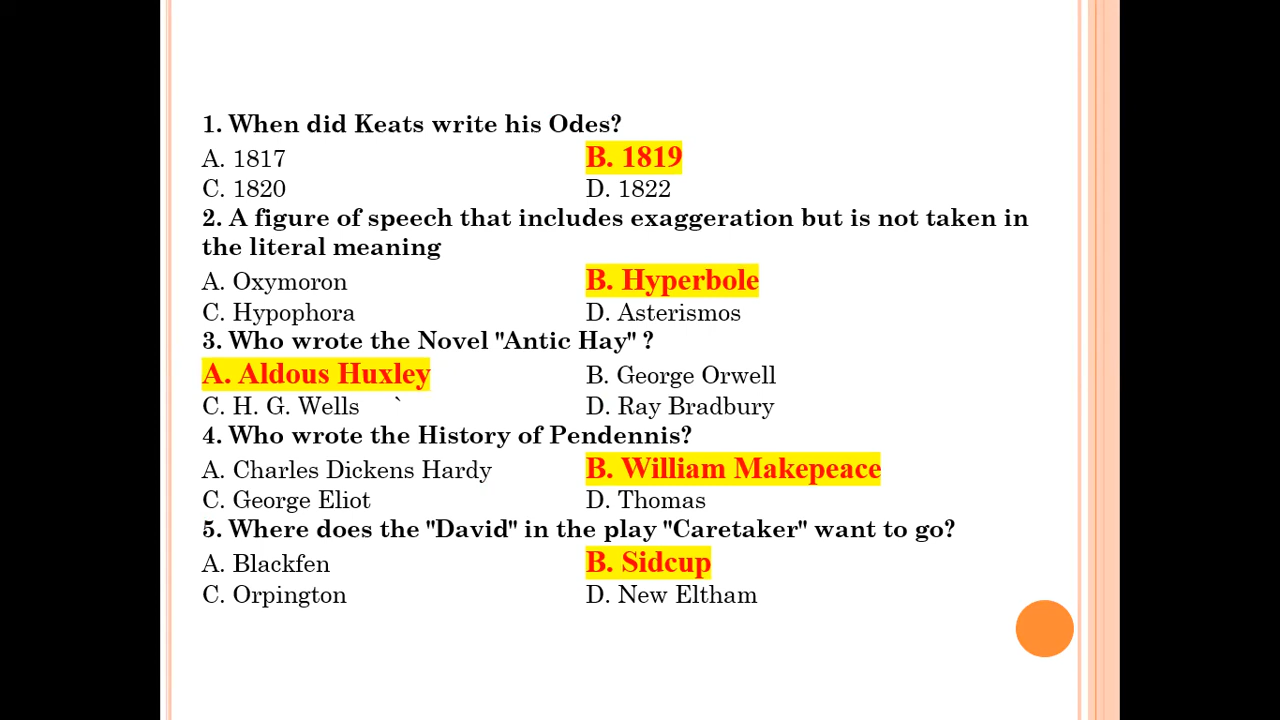 1. When did Keats write his Odes?
A. 1817 B. 1819
C. 1820 D. 1822
2. A figure of speech that includes exaggeration but is not taken in
the literal meaning
A. Oxymoron B. Hyperbole
C. Hypophora D. Asterismos
3. Who wrote the Novel "Antic Hay" ?
A. Aldous Huxley B. George Orwell
C. H. G. Wells ` D. Ray Bradbury
4. Who wrote the History of Pendennis?
A. Charles Dickens Hardy B. William Makepeace
C. George Eliot D. Thomas
5. Where does the "David" in the play "Caretaker" want to go?
A. Blackfen B. Sidcup
C. Orpington D. New Eltham